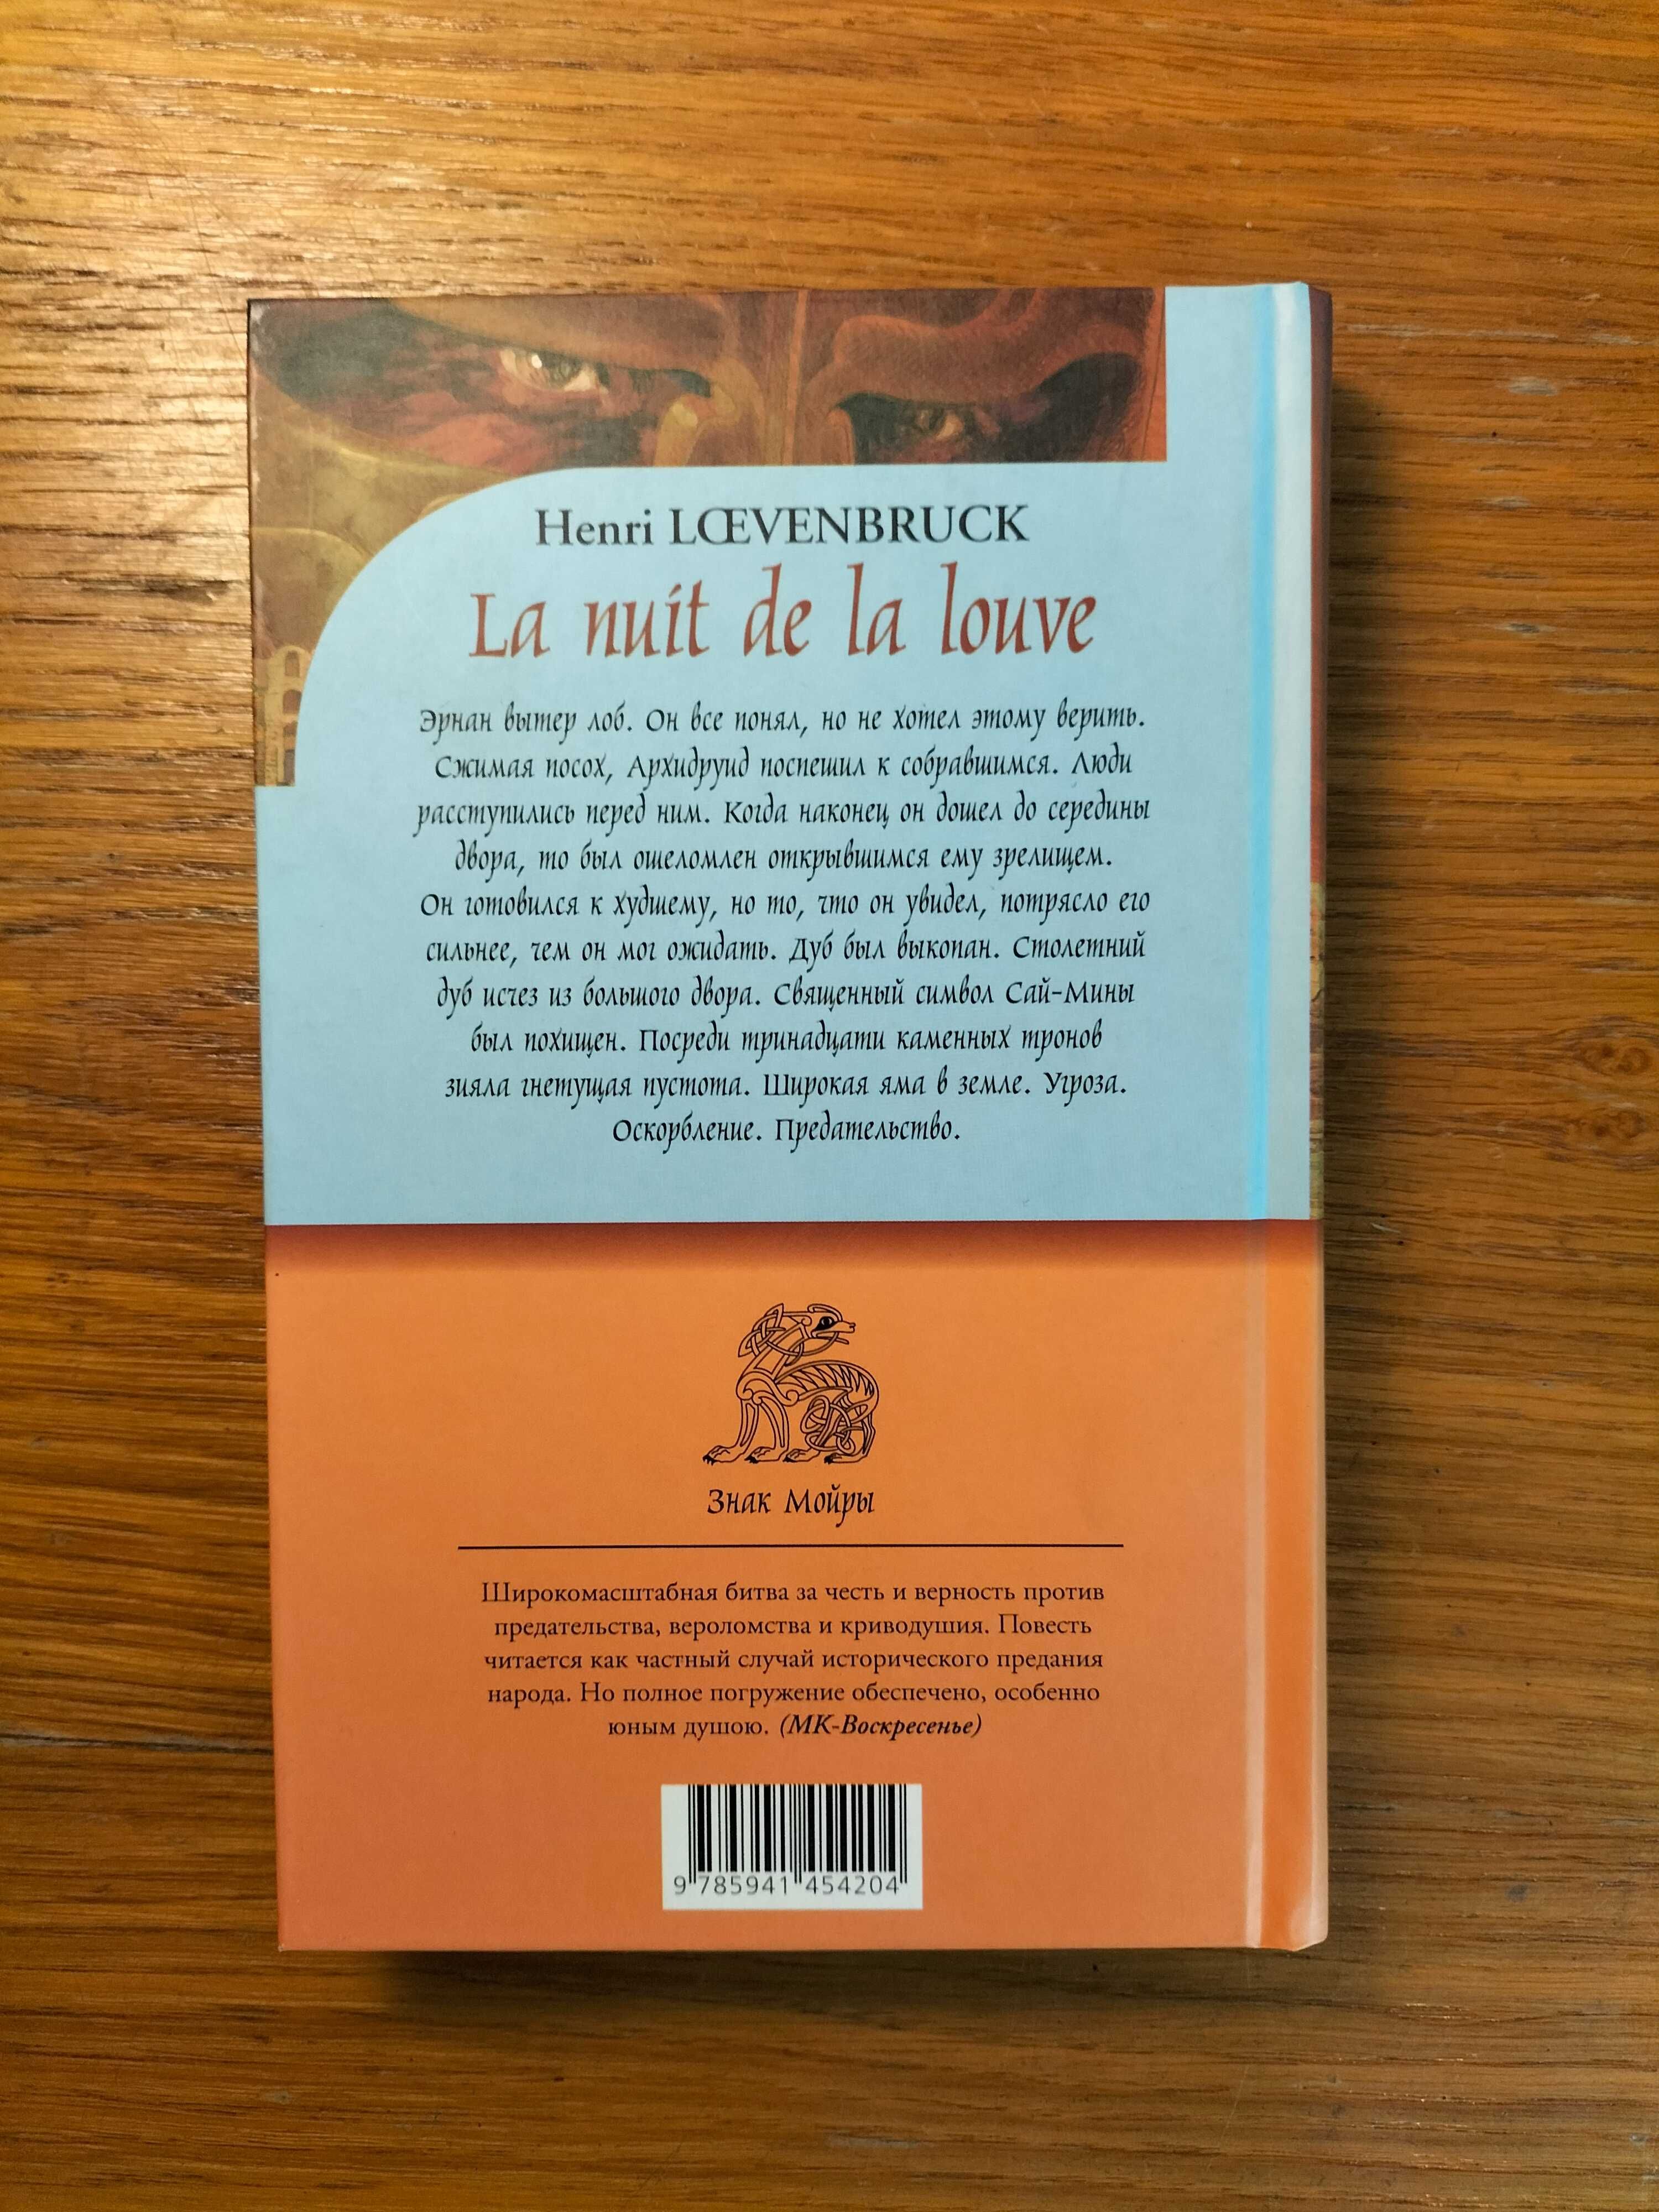 Henri LŒVENBRUCK
La nuit de la louve
Эрнан вытер лоб. Он все понял, но не хотел этому верить.
Сжимая посох, Архидруид поспешил к собравшимся. Люди
расступились перед ним. Когда наконец он дошел до середины
двора, то был ошеломлен открывшимся ему зрелищем.
Он готовился к худшему, но то, что он увидел, потрясло его
сильнее, чем он мог ожидать. Дуб был выкопан. Столетний
дуб исчез из большого двора. Священный символ Сай-Мины
был похищен. Посреди тринадцати каменных тронов
зияла гнетущая пустота. Широкая яма в земле. Угроза.
Оскорбление. Предательство.
Знак Мойры
Широкомасштабная битва за честь и верность против
предательства, вероломства и криводушия. Повесть
читается как частный случай исторического предания
народа. Но полное погружение обеспечено, особенно
юным душою. (МК-Воскресенье)
9 785941 454204